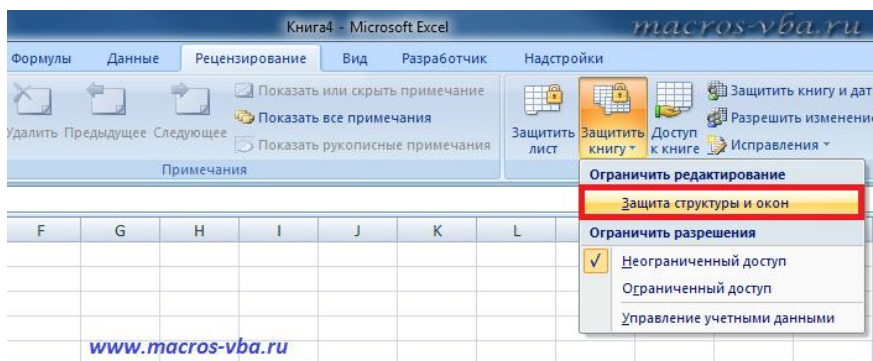 Книга4 - Microsoft Excel
macros-vba.ru
Формулы Данные Рецензирование Вид Разработчик Надстройки
Удалить Предыдущее Следующее
Показать или скрыть примечание
Показать все примечания
Показать рукописные примечания
Примечания
Защитить лист
Защитить книгу
Доступ к книге
Защитить книгу и дат
Разрешить изменени
Исправления
Ограничить редактирование
Защита структуры и окон
Ограничить разрешения
Неограниченный доступ
Ограниченный доступ
Управление учетными данными
F G H I J K L
www.macros-vba.ru